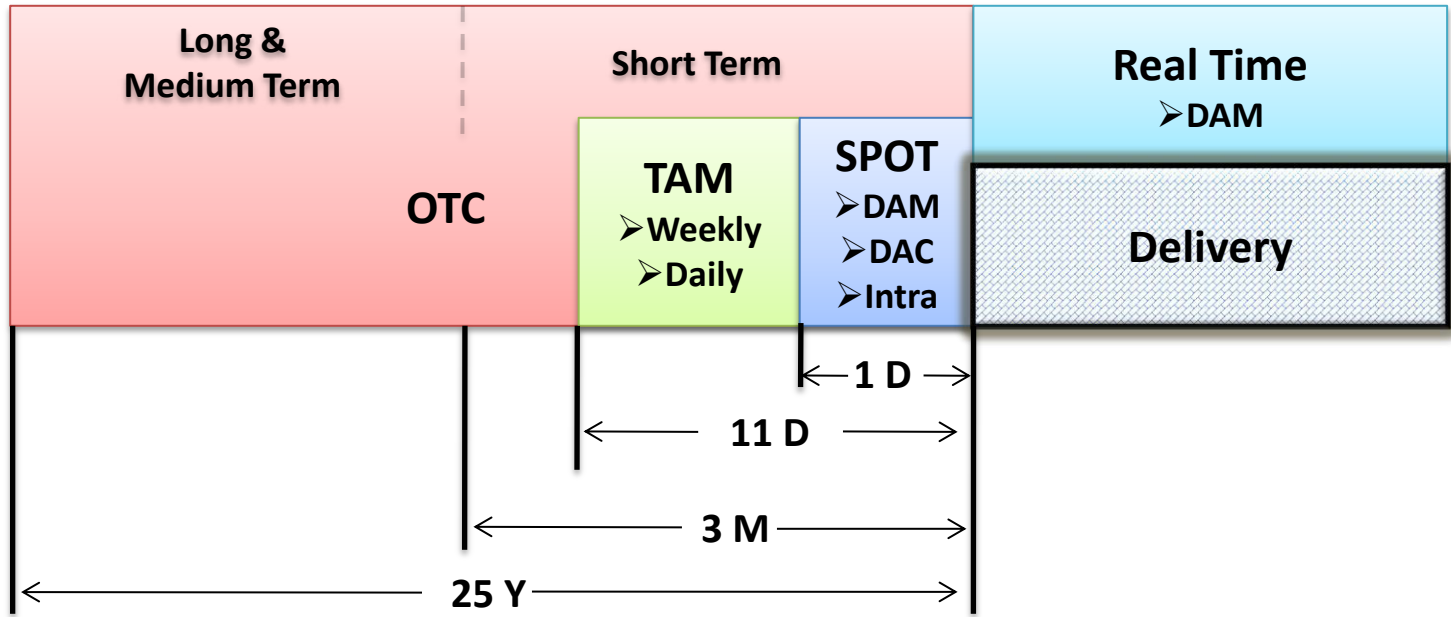 Long &
Medium Term
Short Term
Real Time
➢DAM
OTC
TAM
➢Weekly
➢Daily
SPOT
➢DAM
➢DAC
➢Intra
Delivery
1 D
11 D
3 M
25 Y